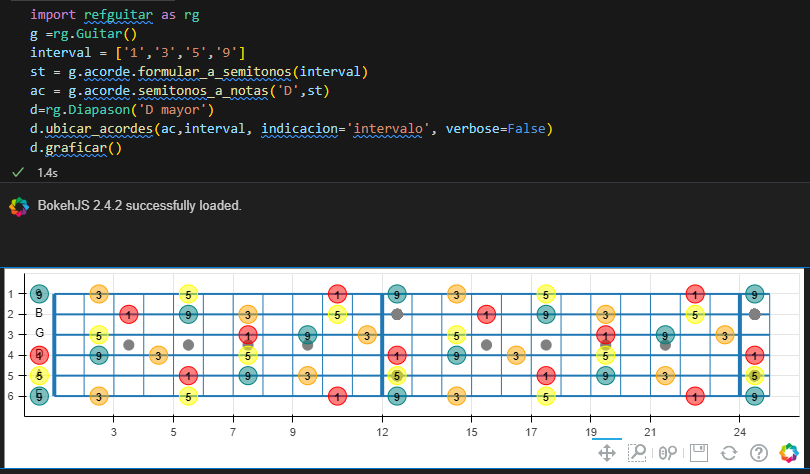 import refguitar as rg
g =rg.Guitar()
interval = ['1','3','5','9']
st = g.acorde.formular_a_semitonos(interval)
ac = g.acorde.semitonos_a_notas('D',st)
d=rg.Diapason('D mayor')
d.ubicar_acordes(ac,interval, indicacion='intervalo', verbose=False)
d.graficar()
1.4s
BokehJS 2.4.2 successfully loaded.
1 9 3 5 1 9 3 5 1 9
2 B 1 9 3 5 1 9 3 5
3 G 5 1 9 3 5 1 9 3
4 1 9 3 5 1 9 3 5 1
5 5 1 9 3 5 1 9 3 5
6 9 3 5 1 9 3 5 1 9
3 5 7 9 12 15 17 19 21 24